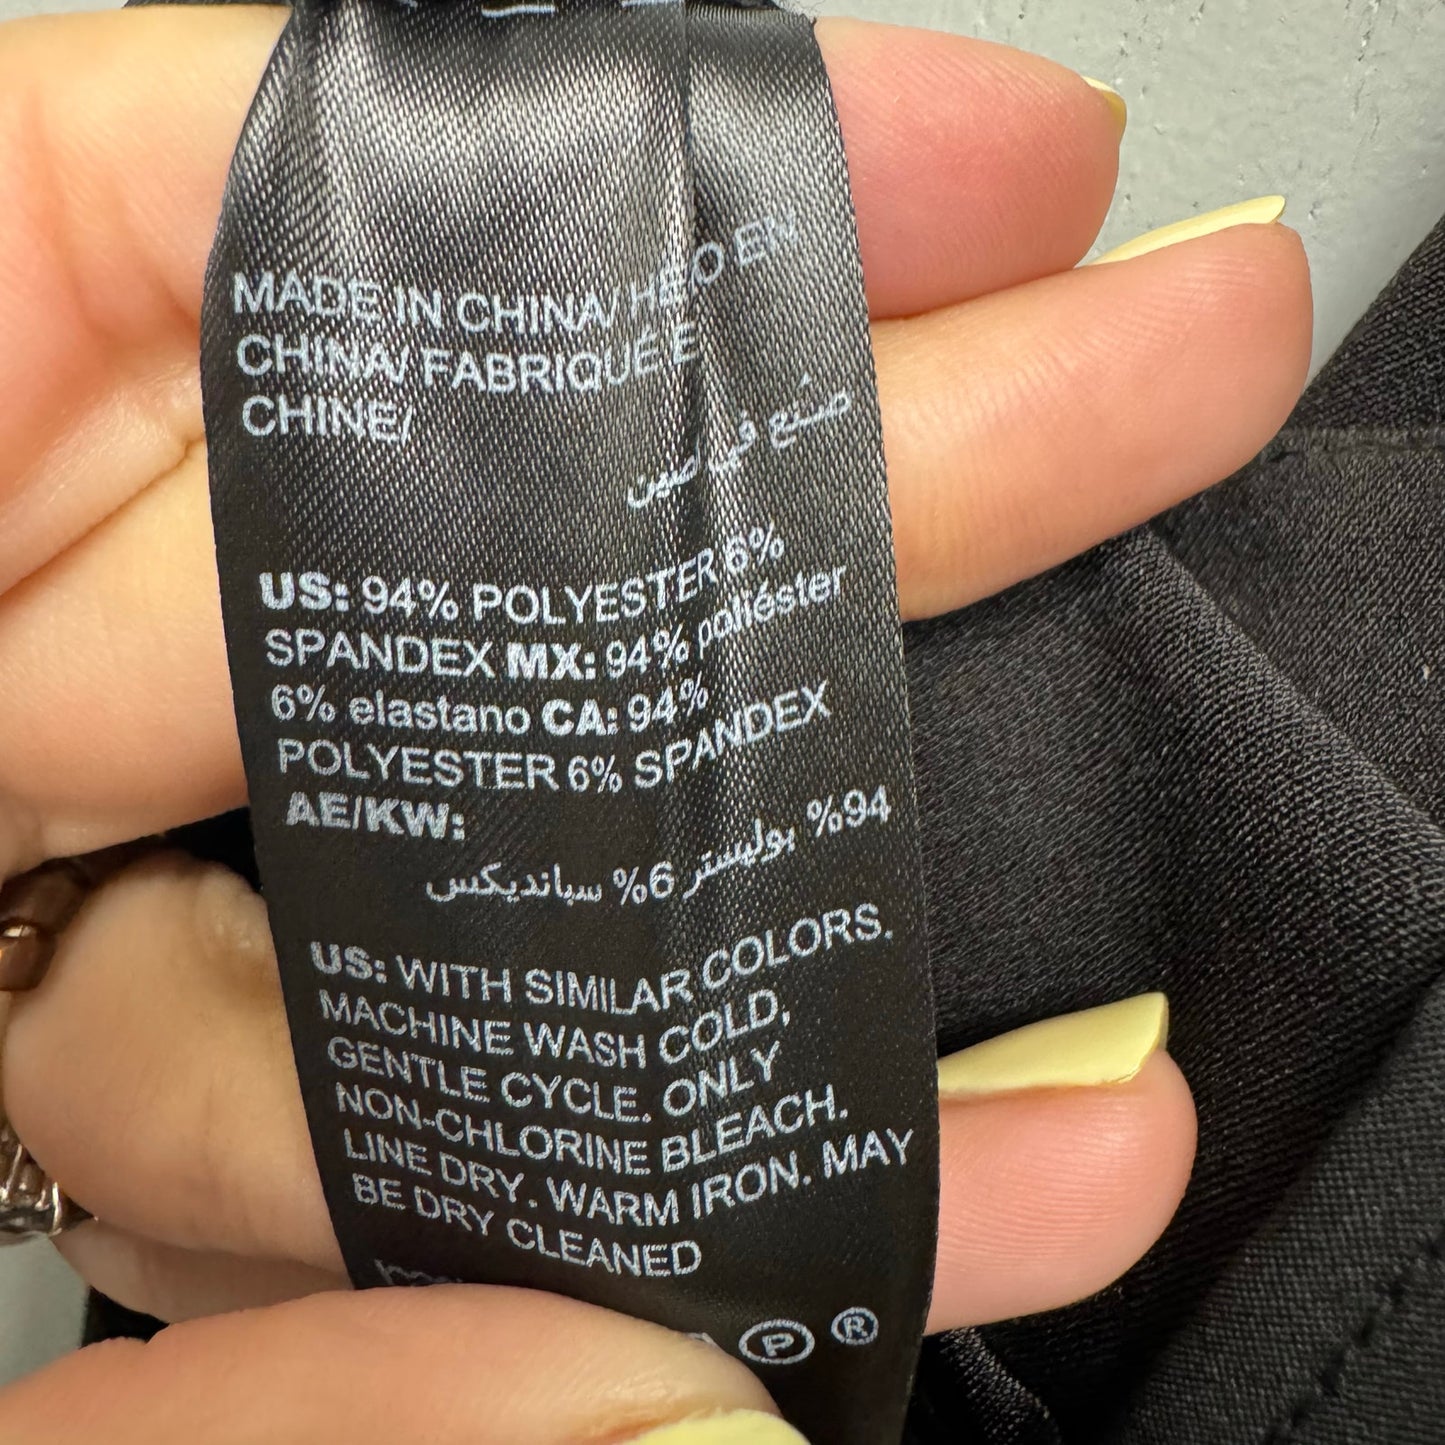 MADE IN CHINA/ HECHO EN
CHINA/ FABRIQUÉ E
CHINE/
صنع في الصين
US: 94% POLYESTER 6%
SPANDEX MX: 94% poliéster
6% elastano CA: 94%
POLYESTER 6% SPANDEX
AE/KW:
94% بوليستر 6% سباندیکس
US: WITH SIMILAR COLORS.
MACHINE WASH COLD,
GENTLE CYCLE. ONLY
NON-CHLORINE BLEACH.
LINE DRY. WARM IRON. MAY
BE DRY CLEANED
P ®